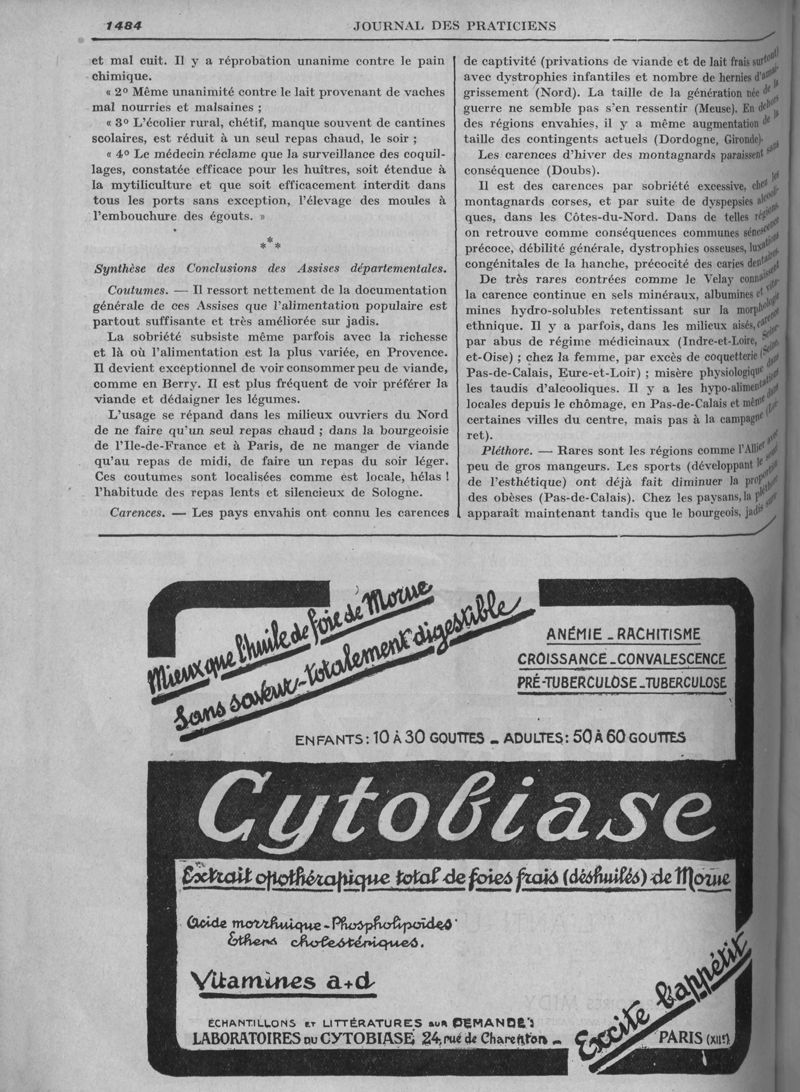 1484
JOURNAL DES PRATICIENS
et mal cuit. Il y a réprobation unanime contre le pain
chimique.
« 2º Même unanimité contre le lait provenant de vaches
mal nourries et malsaines ;
« 3º L'écolier rural, chétif, manque souvent de cantines
scolaires, est réduit à un seul repas chaud, le soir ;
« 4º Le médecin réclame que la surveillance des coquil-
lages, constatée efficace pour les huîtres, soit étendue à
la mytiliculture et que soit efficacement interdit dans
tous les ports sans exception, l'élevage des moules à
l'embouchure des égouts. »
* * *
Synthèse des Conclusions des Assises départementales.
Coutumes. — Il ressort nettement de la documentation
générale de ces Assises que l'alimentation populaire est
partout suffisante et très améliorée sur jadis.
La sobriété subsiste même parfois avec la richesse
et là où l'alimentation est la plus variée, en Provence.
Il devient exceptionnel de voir consommer peu de viande,
comme en Berry. Il est plus fréquent de voir préférer la
viande et dédaigner les légumes.
L'usage se répand dans les milieux ouvriers du Nord
de ne faire qu'un seul repas chaud ; dans la bourgeoisie
de l'Ile-de-France et à Paris, de ne manger de viande
qu'au repas de midi, de faire un repas du soir léger.
Ces coutumes sont localisées comme est locale, hélas !
l'habitude des repas lents et silencieux de Sologne.
Carences. — Les pays envahis ont connu les carences
de captivité (privations de viande et de lait frais surtout)
avec dystrophies infantiles et nombre de hernies d'amai-
grissement (Nord). La taille de la génération née de la
guerre ne semble pas s'en ressentir (Meuse). En dehors
des régions envahies, il y a même augmentation de la
taille des contingents actuels (Dordogne, Gironde).
Les carences d'hiver des montagnards paraissent sans
conséquence (Doubs).
Il est des carences par sobriété excessive, chez les
montagnards corses, et par suite de dyspepsies alcooli-
ques, dans les Côtes-du-Nord. Dans de telles régions,
on retrouve comme conséquences communes sénescence
précoce, débilité générale, dystrophies osseuses, luxations
congénitales de la hanche, précocité des caries dentaires
De très rares contrées comme le Velay connaissent
la carence continue en sels minéraux, albumines et vita-
mines hydro-solubles retentissant sur la morphologie
ethnique. Il y a parfois, dans les milieux aisés, carence
par abus de régime médicinaux (Indre-et-Loire, Seine-
et-Oise) ; chez la femme, par excès de coquetterie
Pas-de-Calais, Eure-et-Loir) ; misère physiologique
les taudis d'alcooliques. Il y a les hypo-alimentations
locales depuis le chômage, en Pas-de-Calais et même
certaines villes du centre, mais pas à la campagne (Loi-
ret).
Pléthore. — Rares sont les régions comme l'Allier avec
peu de gros mangeurs. Les sports (développant le
de l'esthétique) ont déjà fait diminuer la proportion
des obèses (Pas-de-Calais). Chez les paysans, la pléthore
apparaît maintenant tandis que le bourgeois, jadis
Mieux que l'huile de foie de Morue
Sans saveur - totalement digestible
ANÉMIE - RACHITISME
CROISSANCE - CONVALESCENCE
PRÉ-TUBERCULOSE - TUBERCULOSE
ENFANTS : 10 À 30 GOUTTES - ADULTES : 50 À 60 GOUTTES
Cytobiase
Extrait opothérapique total de foies frais (déshuilés) de Morue
Acide morrhuique - Phospholipoïdes
Ethers cholestériques.
Vitamines a+d
Excite l'appétit
ÉCHANTILLONS ET LITTÉRATURES SUR DEMANDE
LABORATOIRES DU CYTOBIASE, 24, rue de Charenton - PARIS (XIIe)